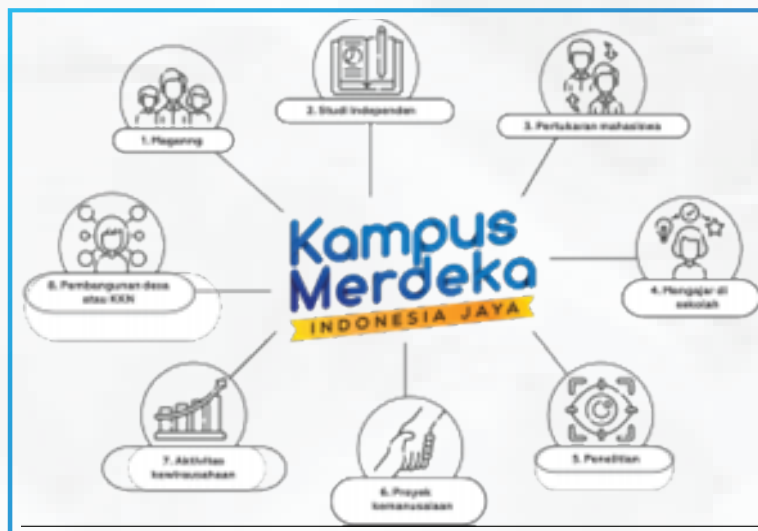 1. Magaanng
2. Studi Independen
3. Pertukaran mahasiswa
Kampus
Merdeka
INDONESIA JAYA
4. Mengajar di
sekolah
5. Penelitian
6. Proyek
kemanusiaan
7. Aktivitas
kewirausahaan
8. Pembangunan desa
atau KKN